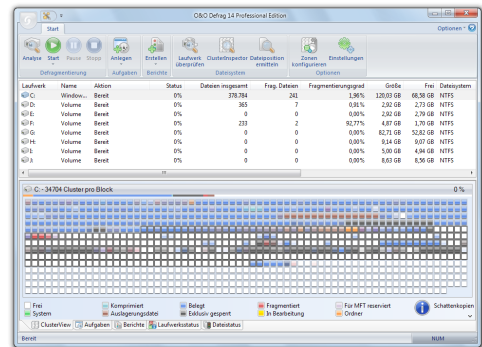 O&O Defrag 14 Professional Edition
Start
Optionen
Analyse Start Pause Stopp Anlegen Erstellen Laufwerk überprüfen ClusterInspector Dateiposition ermitteln Zonen konfigurieren Einstellungen
Defragmentierung Aufgaben Berichte Dateisystem Optionen
Laufwerk Name Aktion Status Dateien insgesamt Frag. Dateien Fragmentierungsgrad Größe Frei Dateisystem
C: Window... Bereit 0% 378.784 241 1,96% 120,03 GB 68,58 GB NTFS
D: Volume Bereit 0% 365 7 0,91% 2,92 GB 2,73 GB NTFS
E: Volume Bereit 0% 0 0 0,00% 2,92 GB 2,79 GB NTFS
F: Volume Bereit 0% 233 2 92,77% 4,87 GB 1,70 GB NTFS
G: Volume Bereit 0% 0 0 0,00% 82,71 GB 52,82 GB NTFS
H: Volume Bereit 0% 0 0 0,00% 9,14 GB 9,07 GB NTFS
I: Volume Bereit 0% 0 0 0,00% 5,00 GB 4,94 GB NTFS
J: Volume Bereit 0% 0 0 0,00% 8,63 GB 8,56 GB NTFS
C: - 34704 Cluster pro Block 0 %
Frei Komprimiert Belegt Fragmentiert Für MFT reserviert Schattenkopien
System Auslagerungsdatei Exklusiv gesperrt In Bearbeitung Ordner
ClusterView Aufgaben Berichte Laufwerksstatus Dateistatus
Bereit NUM